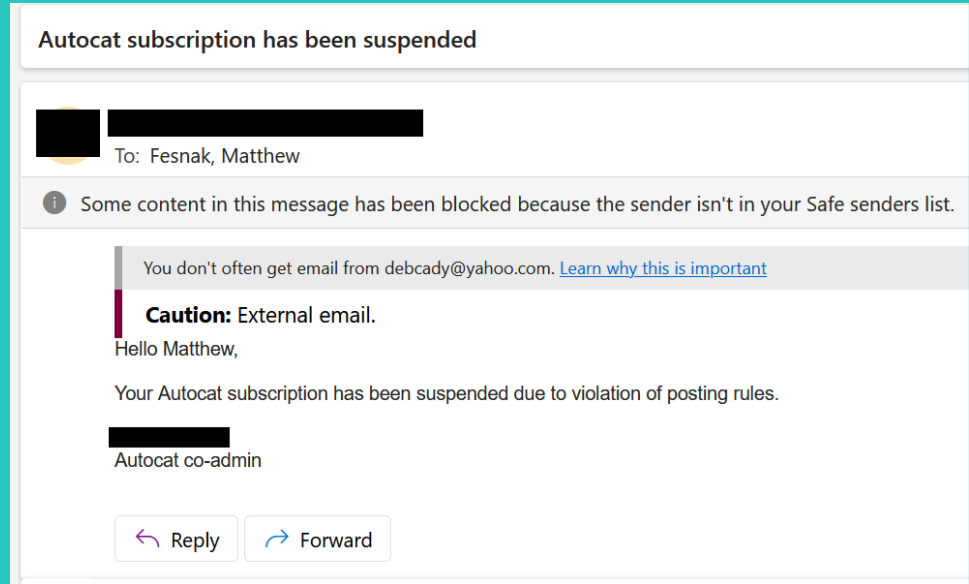 Autocat subscription has been suspended
To: Fesnak, Matthew
Some content in this message has been blocked because the sender isn't in your Safe senders list.
You don't often get email from debcady@yahoo.com. Learn why this is important
Caution: External email.
Hello Matthew,
Your Autocat subscription has been suspended due to violation of posting rules.
Autocat co-admin
Reply
Forward